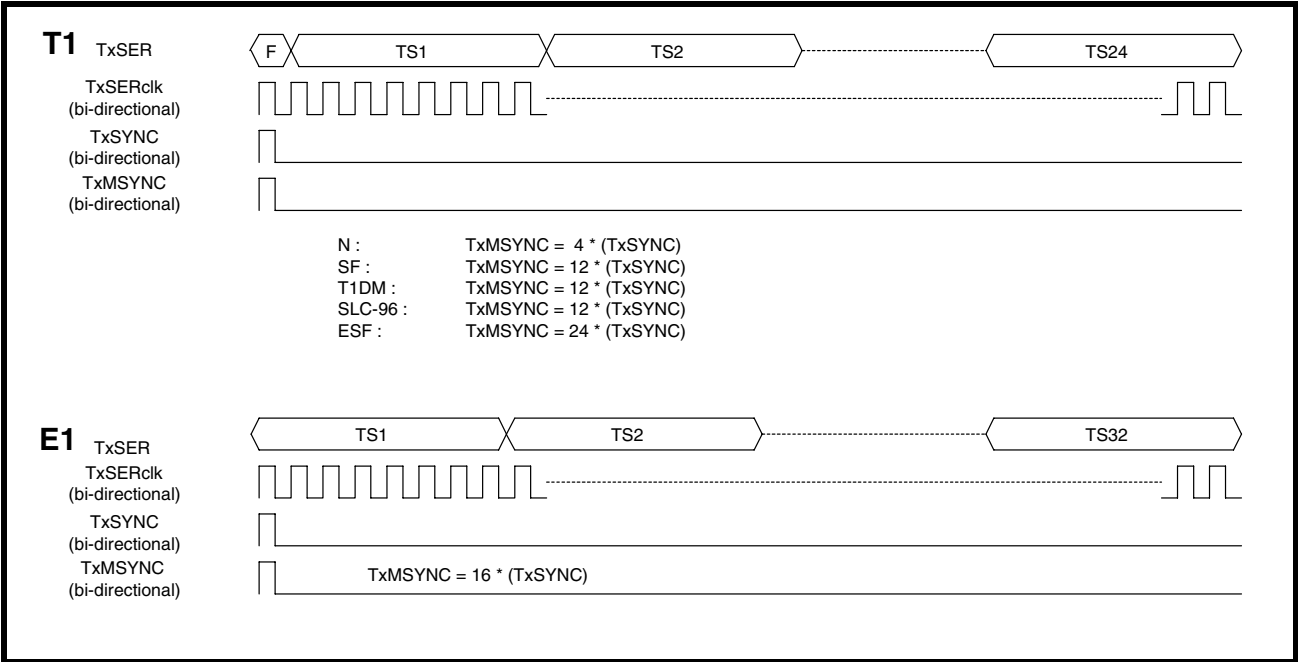 T1 TxSER F TS1 TS2 TS24
TxSERclk
(bi-directional)
TxSYNC
(bi-directional)
TxMSYNC
(bi-directional)
N : TxMSYNC = 4 * (TxSYNC)
SF : TxMSYNC = 12 * (TxSYNC)
T1DM : TxMSYNC = 12 * (TxSYNC)
SLC-96 : TxMSYNC = 12 * (TxSYNC)
ESF : TxMSYNC = 24 * (TxSYNC)
E1 TxSER TS1 TS2 TS32
TxSERclk
(bi-directional)
TxSYNC
(bi-directional)
TxMSYNC
(bi-directional)
TxMSYNC = 16 * (TxSYNC)